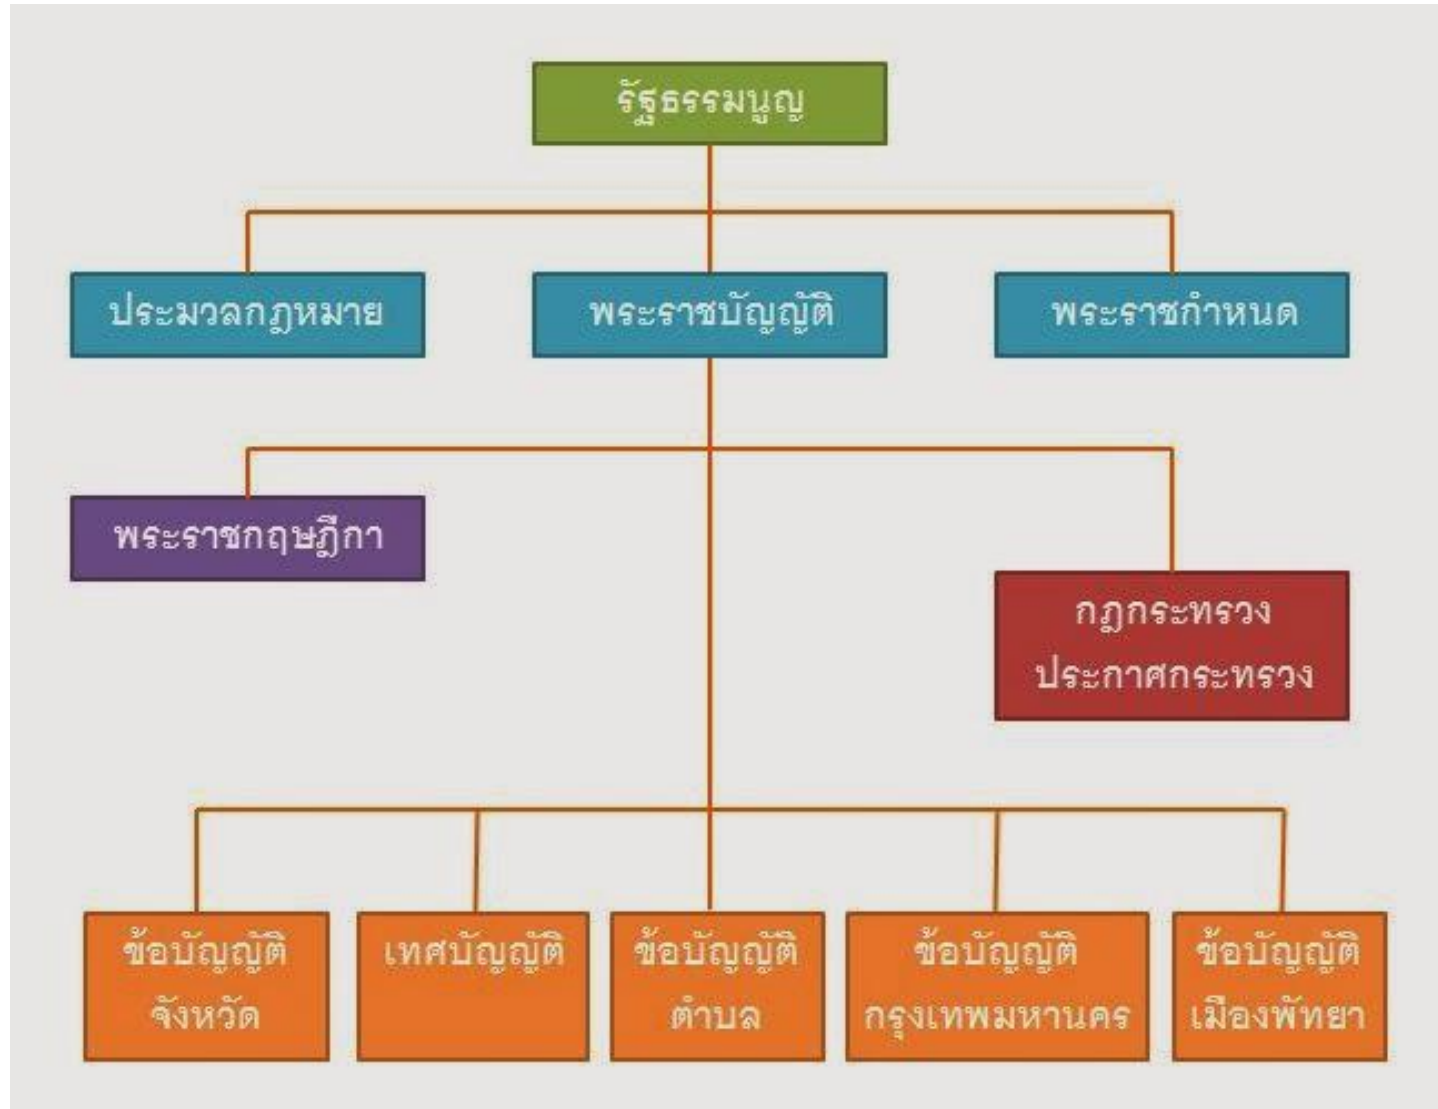 รัฐธรรมนูญ
ประมวลกฎหมาย
พระราชบัญญัติ
พระราชกำหนด
พระราชกฤษฎีกา
กฎกระทรวง
ประกาศกระทรวง
ข้อบัญญัติ
จังหวัด
เทศบัญญัติ
ข้อบัญญัติ
ตำบล
ข้อบัญญัติ
กรุงเทพมหานคร
ข้อบัญญัติ
เมืองพัทยา